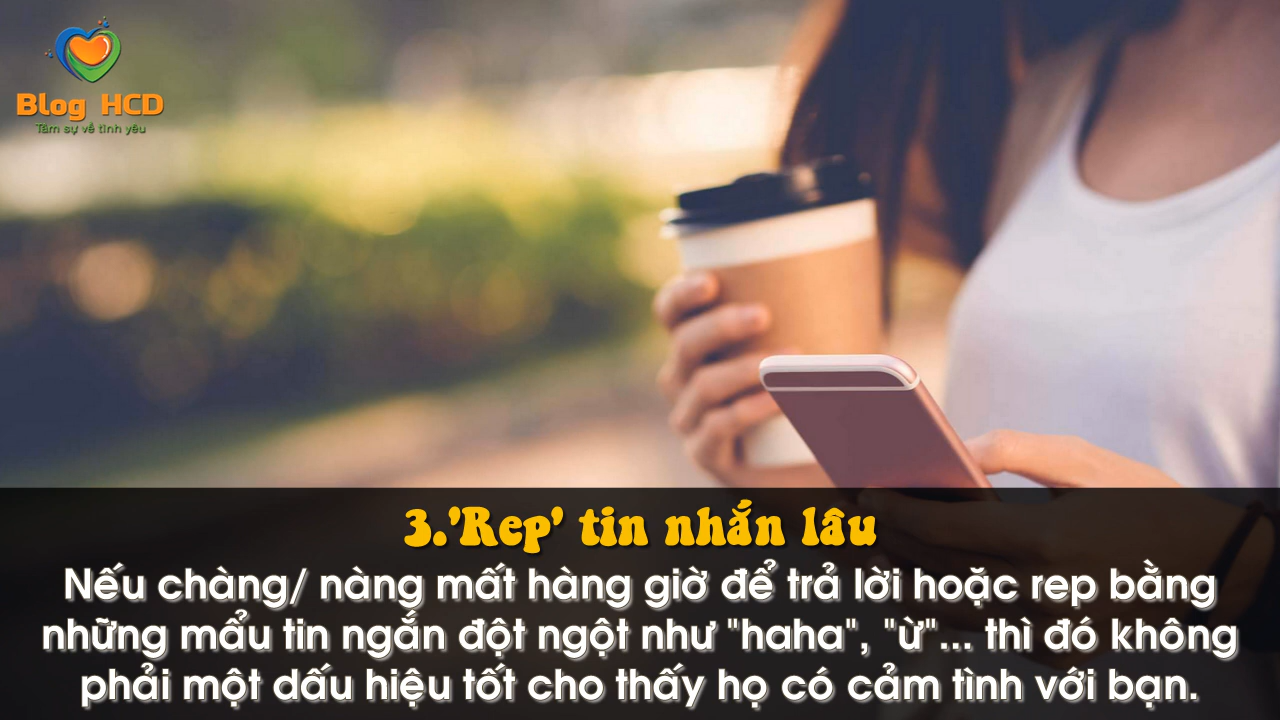 Blog HCD
Tâm sự về tình yêu
3.'Rep' tin nhắn lâu
Nếu chàng/ nàng mất hàng giờ để trả lời hoặc rep bằng
những mẩu tin ngắn đột ngột như "haha", "ừ"... thì đó không
phải một dấu hiệu tốt cho thấy họ có cảm tình với bạn.